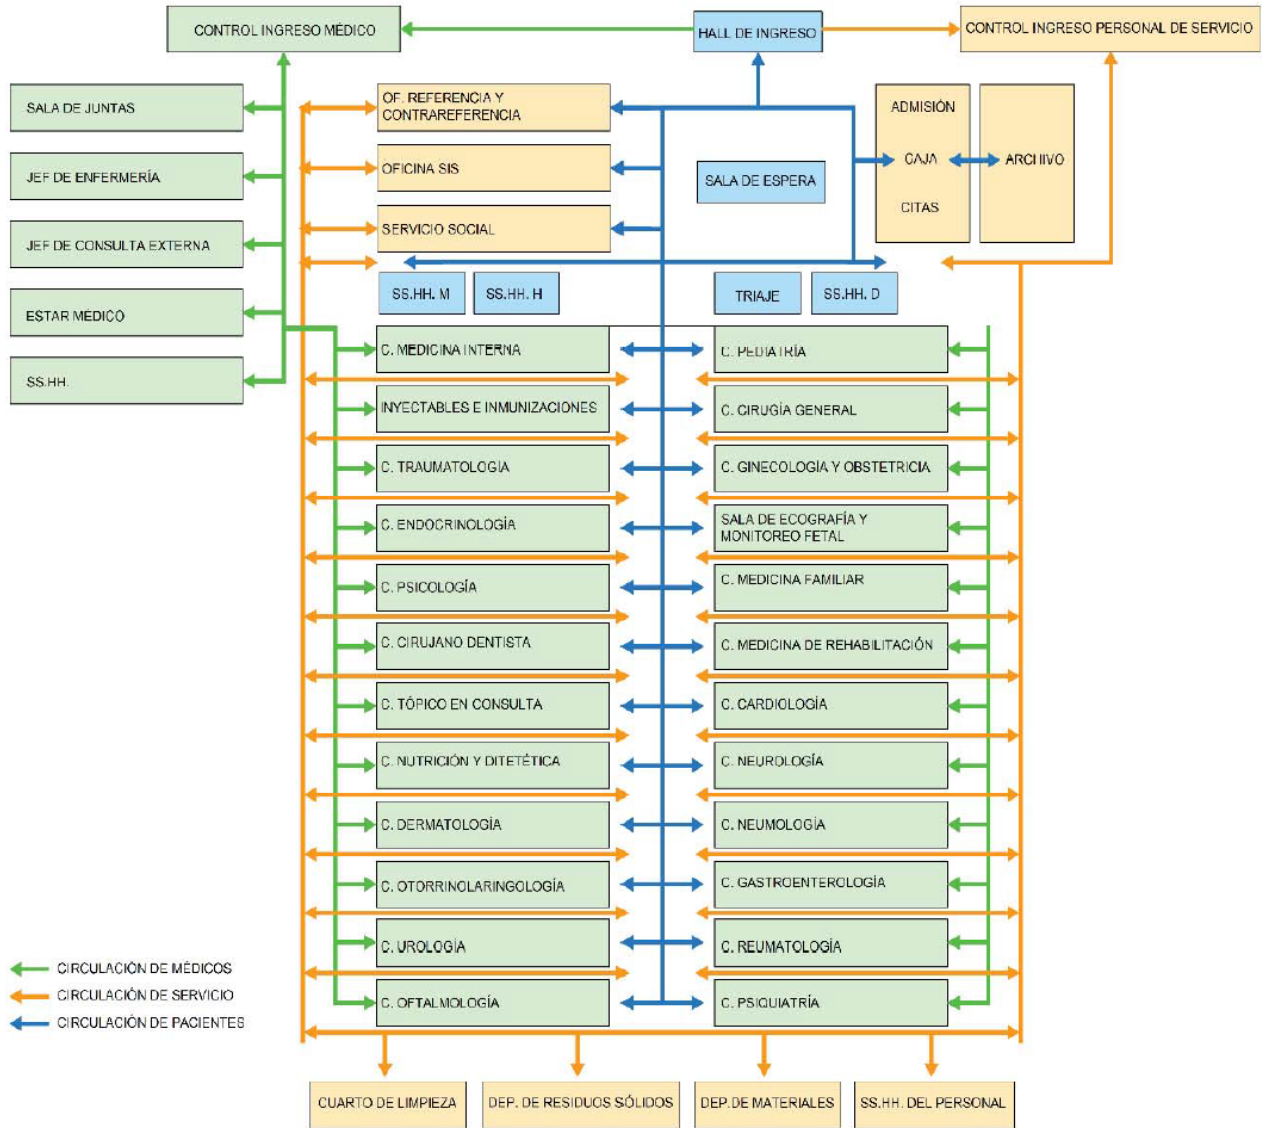 CONTROL INGRESO MÉDICO
HALL DE INGRESO
CONTROL INGRESO PERSONAL DE SERVICIO
SALA DE JUNTAS
OF. REFERENCIA Y
CONTRAREFERENCIA
ADMISIÓN
CAJA
CITAS
ARCHIVO
JEF DE ENFERMERÍA
OFICINA SIS
SALA DE ESPERA
JEF DE CONSULTA EXTERNA
SERVICIO SOCIAL
ESTAR MÉDICO
SS.HH. M
SS.HH. H
TRIAJE
SS.HH. D
SS.HH.
C. MEDICINA INTERNA
C. PEDIATRÍA
INYECTABLES E INMUNIZACIONES
C. CIRUGÍA GENERAL
C. TRAUMATOLOGÍA
C. GINECOLOGÍA Y OBSTETRICIA
C. ENDOCRINOLOGÍA
SALA DE ECOGRAFÍA Y
MONITOREO FETAL
C. PSICOLOGÍA
C. MEDICINA FAMILIAR
C. CIRUJANO DENTISTA
C. MEDICINA DE REHABILITACIÓN
C. TÓPICO EN CONSULTA
C. CARDIOLOGÍA
C. NUTRICIÓN Y DITETÉTICA
C. NEUROLOGÍA
C. DERMATOLOGÍA
C. NEUMOLOGÍA
C. OTORRINOLARINGOLOGÍA
C. GASTROENTEROLOGÍA
C. UROLOGÍA
C. REUMATOLOGÍA
C. OFTALMOLOGÍA
C. PSIQUIATRÍA
CIRCULACIÓN DE MÉDICOS
CIRCULACIÓN DE SERVICIO
CIRCULACIÓN DE PACIENTES
CUARTO DE LIMPIEZA
DEP. DE RESIDUOS SÓLIDOS
DEP.DE MATERIALES
SS.HH. DEL PERSONAL